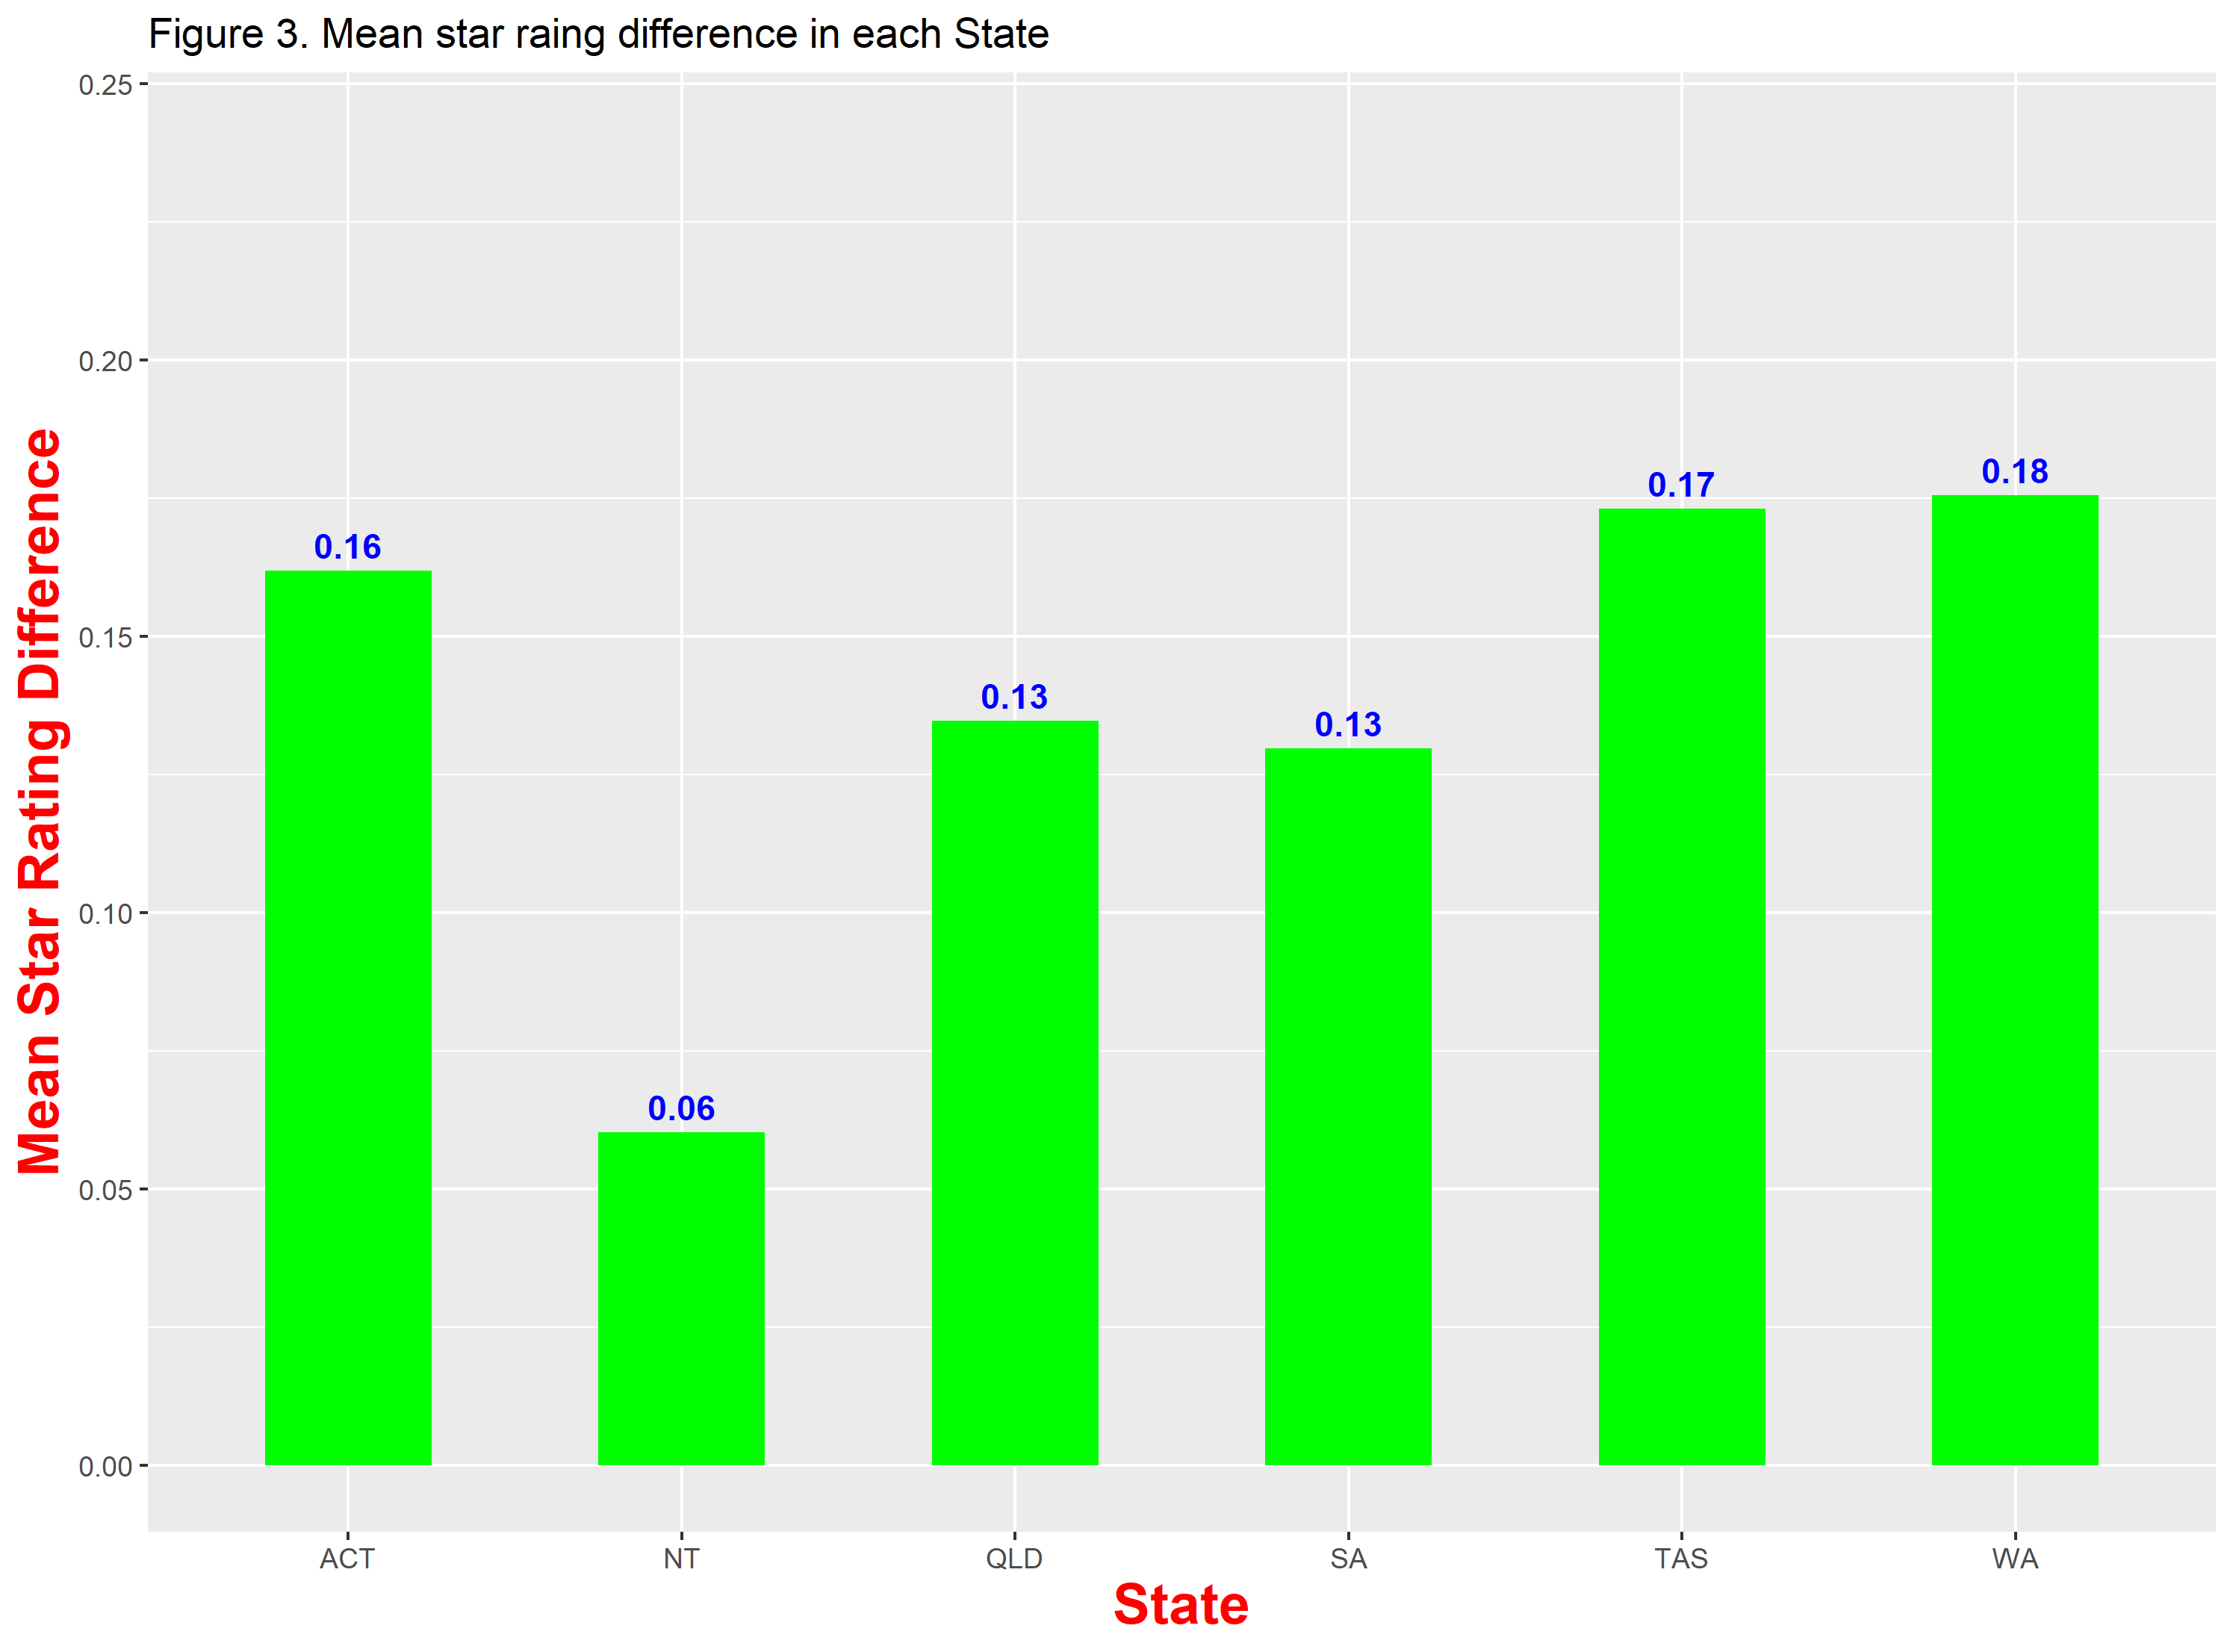 Figure 3. Mean star raing difference in each State
Mean Star Rating Difference
0.25
0.20
0.15
0.10
0.05
0.00
0.16
0.06
0.13
0.13
0.17
0.18
ACT
NT
QLD
SA
TAS
WA
State